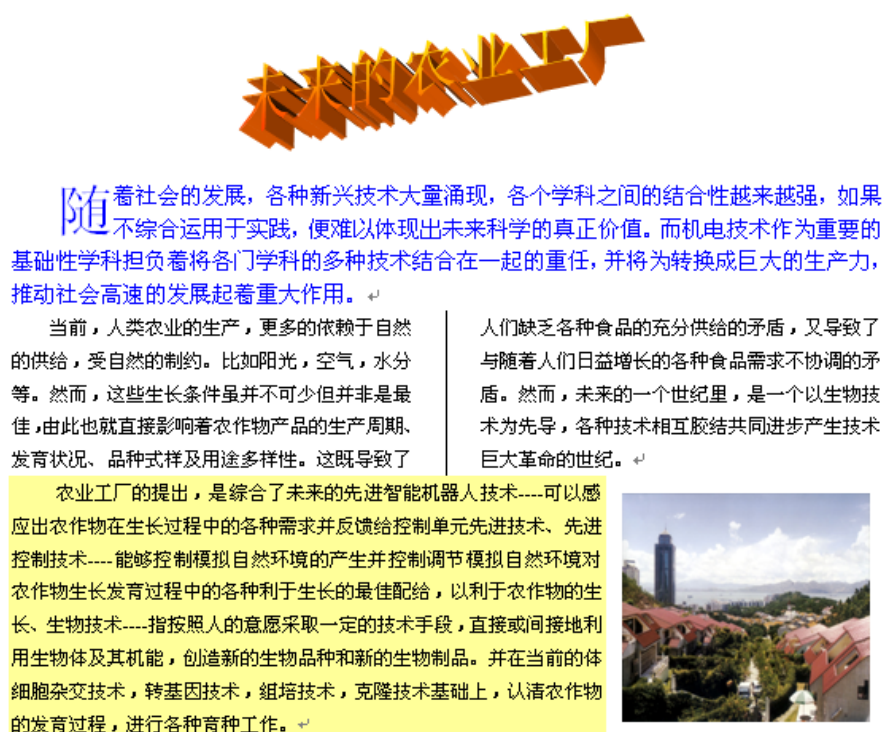 未来的农业工厂
随着社会的发展，各种新兴技术大量涌现，各个学科之间的结合性越来越强，如果
不综合运用于实践，便难以体现出未来科学的真正价值。而机电技术作为重要的
基础性学科担负着将各门学科的多种技术结合在一起的重任，并将为转换成巨大的生产力，
推动社会高速的发展起着重大作用。
当前，人类农业的生产，更多的依赖于自然
的供给，受自然的制约。比如阳光，空气，水分
等。然而，这些生长条件虽并不可少但并非是最
佳，由此也就直接影响着农作物产品的生产周期、
发育状况、品种式样及用途多样性。这既导致了
人们缺乏各种食品的充分供给的矛盾，又导致了
与随着人们日益增长的各种食品需求不协调的矛
盾。然而，未来的一个世纪里，是一个以生物技
术为先导，各种技术相互胶结共同进步产生技术
巨大革命的世纪。
农业工厂的提出，是综合了未来的先进智能机器人技术----可以感
应出农作物在生长过程中的各种需求并反馈给控制单元先进技术、先进
控制技术----能够控制模拟自然环境的产生并控制调节模拟自然环境对
农作物生长发育过程中的各种利于生长的最佳配给，以利于农作物的生
长、生物技术----指按照人的意愿采取一定的技术手段，直接或间接地利
用生物体及其机能，创造新的生物品种和新的生物制品。并在当前的体
细胞杂交技术，转基因技术，组培技术，克隆技术基础上，认清农作物
的发育过程，进行各种育种工作。